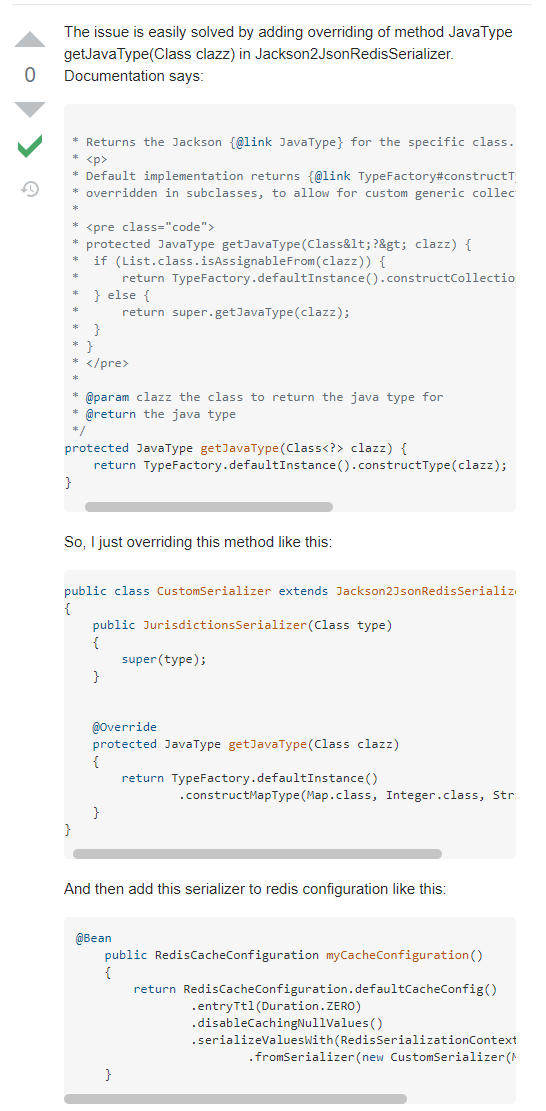 The issue is easily solved by adding overriding of method JavaType
getJavaType(Class clazz) in Jackson2JsonRedisSerializer.
0
Documentation says:
* Returns the Jackson {@link JavaType} for the specific class.
* <p>
* Default implementation returns {@link TypeFactory#constructT
* overridden in subclasses, to allow for custom generic collec
*
* <pre class="code">
* protected JavaType getJavaType(Class&lt;?&gt; clazz) {
*  if (List.class.isAssignableFrom(clazz)) {
*      return TypeFactory.defaultInstance().constructCollectio
*  } else {
*      return super.getJavaType(clazz);
*  }
* }
* </pre>
*
* @param clazz the class to return the java type for
* @return the java type
*/
protected JavaType getJavaType(Class<?> clazz) {
    return TypeFactory.defaultInstance().constructType(clazz);
}
So, I just overriding this method like this:
public class CustomSerializer extends Jackson2JsonRedisSerialize
{
    public JurisdictionsSerializer(Class type)
    {
        super(type);
    }
    @Override
    protected JavaType getJavaType(Class clazz)
    {
        return TypeFactory.defaultInstance()
                .constructMapType(Map.class, Integer.class, Str
    }
}
And then add this serializer to redis configuration like this:
@Bean
    public RedisCacheConfiguration myCacheConfiguration()
    {
        return RedisCacheConfiguration.defaultCacheConfig()
                .entryTtl(Duration.ZERO)
                .disableCachingNullValues()
                .serializeValuesWith(RedisSerializationContext
                        .fromSerializer(new CustomSerializer(M
    }